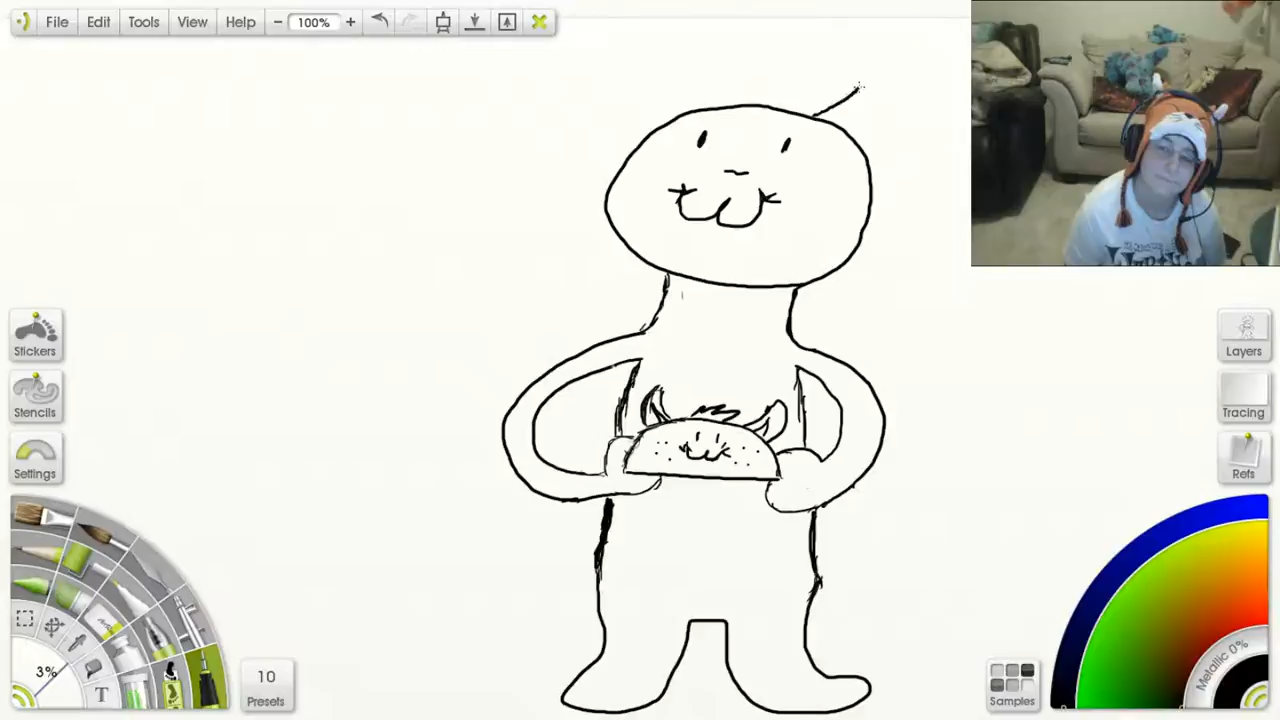 File Edit Tools View Help − 100% +
Stickers
Stencils
Settings
3%
T
10
Presets
Layers
Tracing
Refs
Metallic 0%
Samples